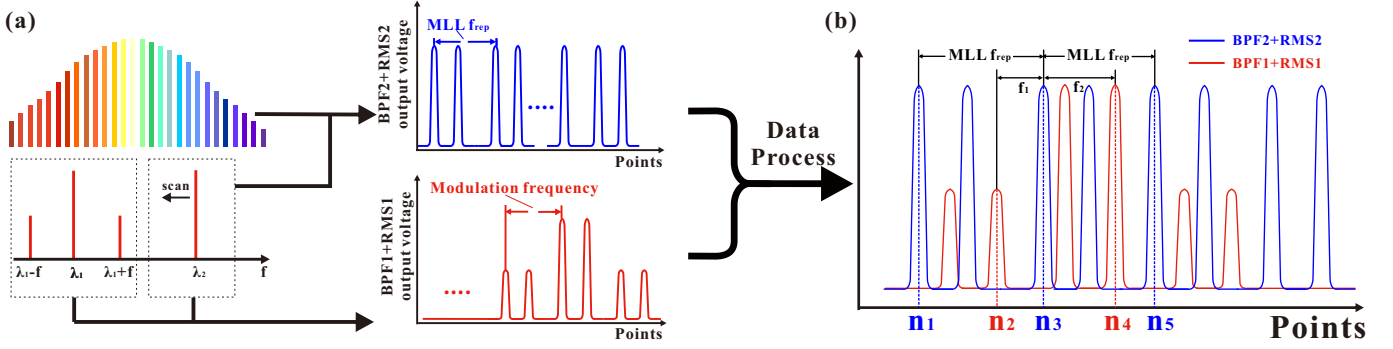 (a)
scan
λ₁-f
λ₁
λ₁+f
λ₂
f
BPF2+RMS2
output voltage
MLL frep
....
Points
BPF1+RMS1
output voltage
Modulation frequency
....
Points
Data
Process
(b)
BPF2+RMS2
BPF1+RMS1
MLL frep
MLL frep
f₁
f₂
n₁
n₂
n₃
n₄
n₅
Points